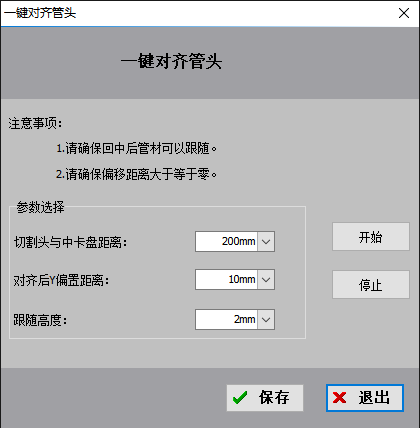 一键对齐管头
一键对齐管头
注意事项：
1.请确保回中后管材可以跟随。
2.请确保偏移距离大于等于零。
参数选择
切割头与中卡盘距离： 200mm
开始
对齐后Y偏置距离： 10mm
停止
跟随高度： 2mm
保存 退出